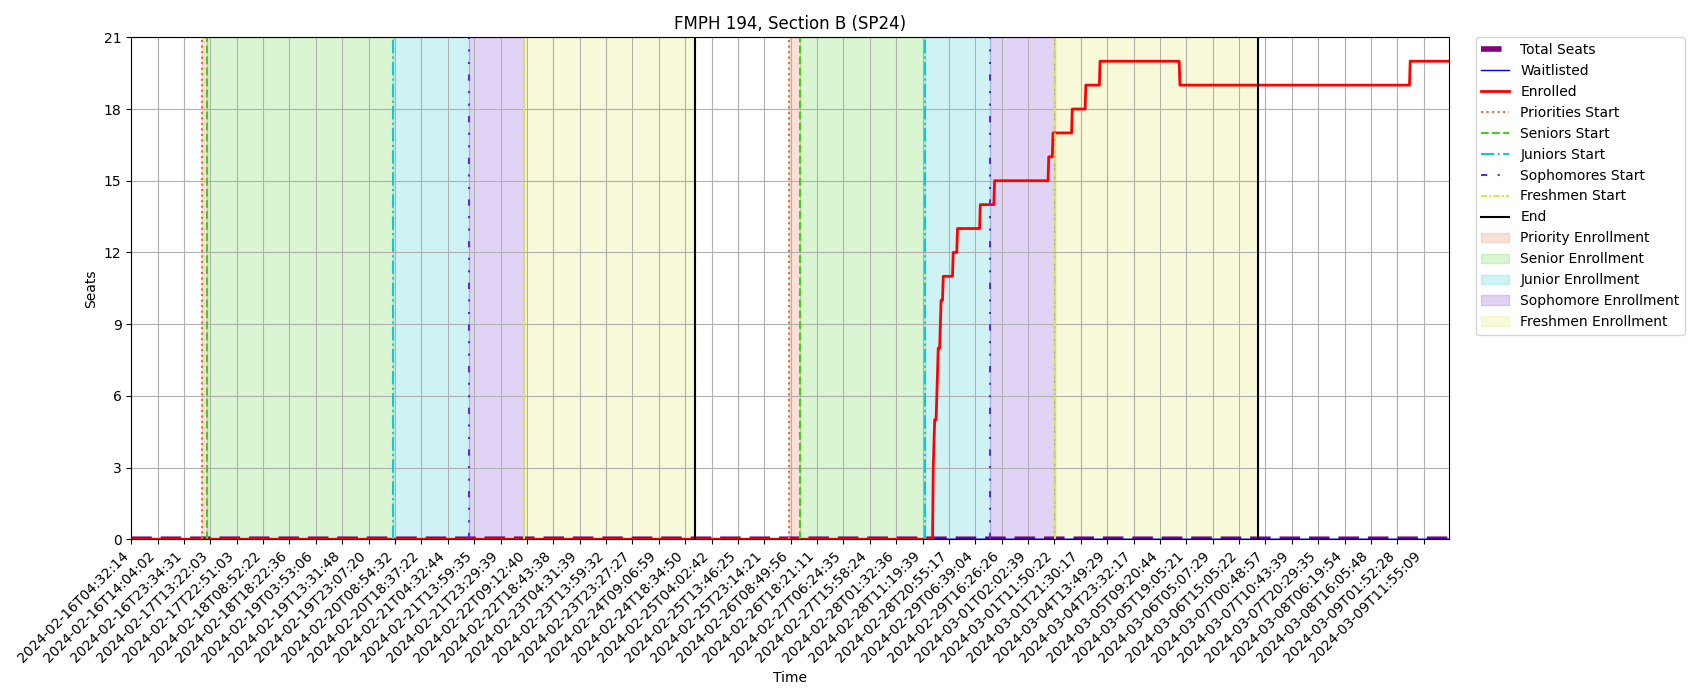 FMPH 194, Section B (SP24)
Seats
21
18
15
12
9
6
3
0
2024-02-16T04:32:14
2024-02-16T14:04:02
2024-02-16T23:34:31
2024-02-17T13:22:03
2024-02-17T22:51:03
2024-02-18T08:52:22
2024-02-18T18:22:36
2024-02-19T03:53:06
2024-02-19T13:31:48
2024-02-19T23:07:20
2024-02-20T08:54:32
2024-02-20T18:37:22
2024-02-21T04:32:44
2024-02-21T13:59:35
2024-02-21T23:29:39
2024-02-22T09:12:40
2024-02-22T18:43:38
2024-02-23T04:31:39
2024-02-23T13:59:32
2024-02-23T23:27:27
2024-02-24T09:06:59
2024-02-24T18:34:50
2024-02-25T04:02:42
2024-02-25T13:46:25
2024-02-25T23:14:21
2024-02-26T08:49:56
2024-02-26T18:21:11
2024-02-27T06:24:35
2024-02-27T15:58:24
2024-02-28T01:32:36
2024-02-28T11:19:39
2024-02-28T20:55:17
2024-02-29T06:39:04
2024-02-29T16:26:26
2024-03-01T02:02:39
2024-03-01T11:50:22
2024-03-01T21:30:17
2024-03-04T13:49:29
2024-03-04T23:32:17
2024-03-05T09:20:44
2024-03-05T19:05:21
2024-03-06T05:07:29
2024-03-06T15:05:22
2024-03-07T00:48:57
2024-03-07T10:43:39
2024-03-07T20:29:35
2024-03-08T06:19:54
2024-03-08T16:05:48
2024-03-09T01:52:28
2024-03-09T11:55:09
Time
Total Seats
Waitlisted
Enrolled
Priorities Start
Seniors Start
Juniors Start
Sophomores Start
Freshmen Start
End
Priority Enrollment
Senior Enrollment
Junior Enrollment
Sophomore Enrollment
Freshmen Enrollment